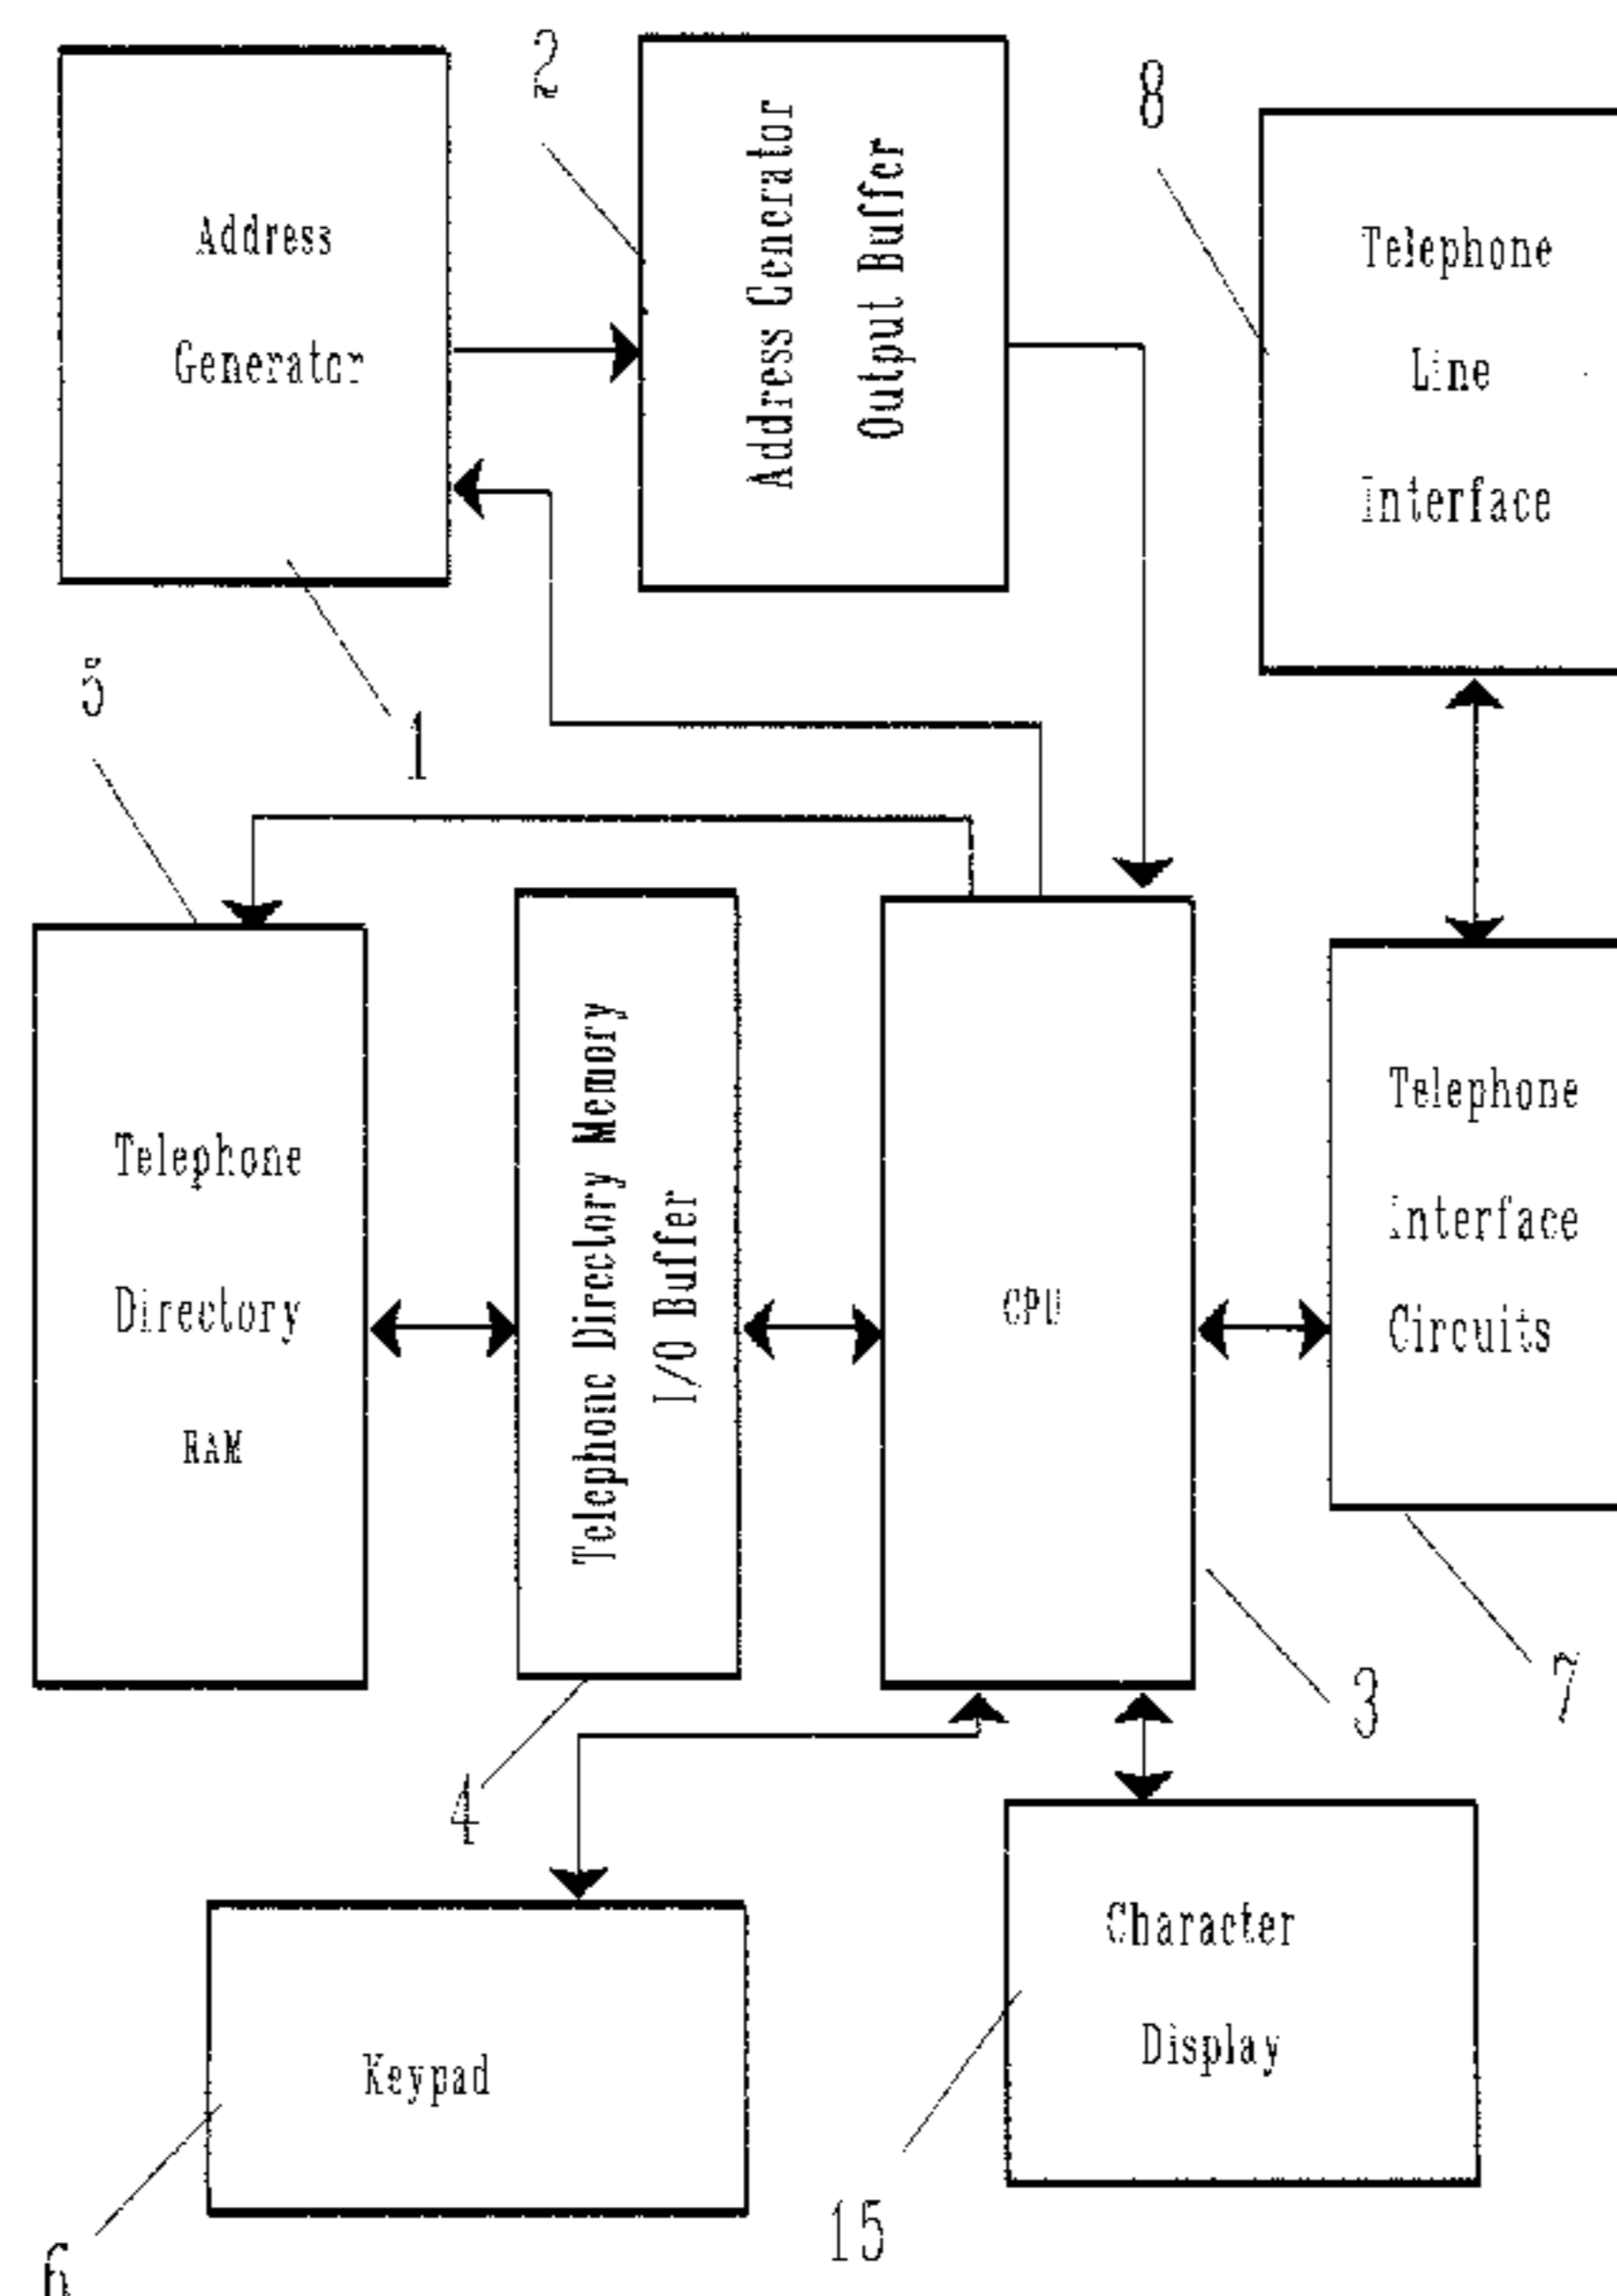 2
8
Address
Generator
Address Generator
Output Buffer
Telephone
Line
Interface
5
1
Telephone
Directory
RAM
Telephone Directory Memory
I/O Buffer
CPU
Telephone
Interface
Circuits
3
7
4
Keypad
Character
Display
6
15